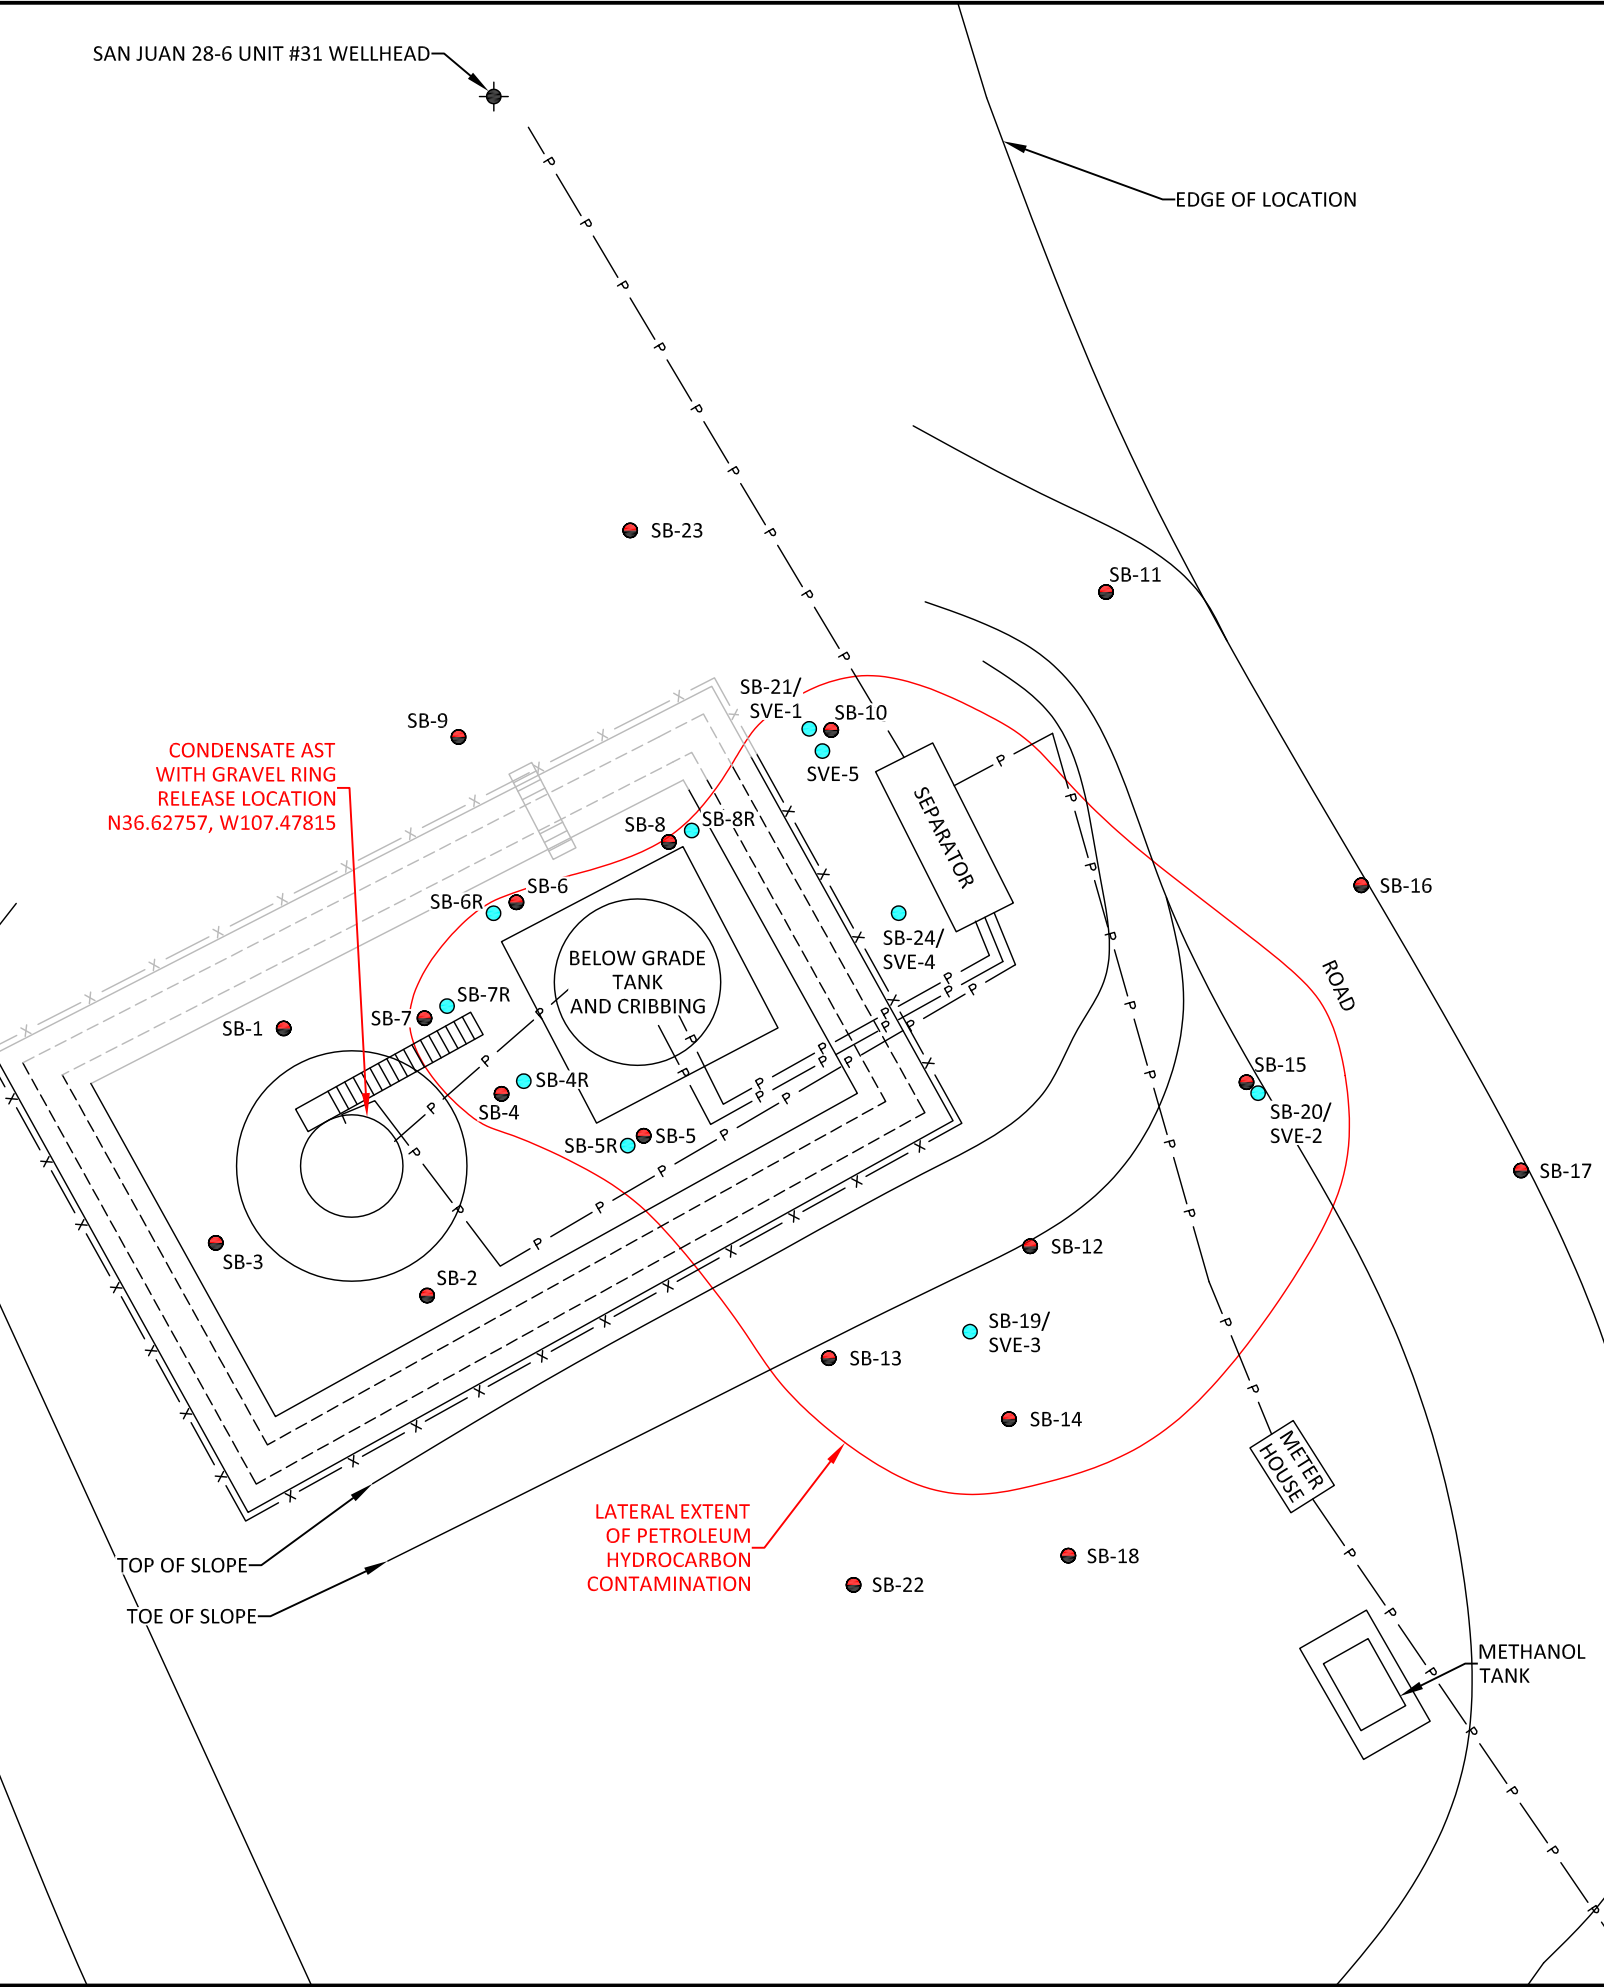 SAN JUAN 28-6 UNIT #31 WELLHEAD
EDGE OF LOCATION
SB-23
SB-11
SB-21/
SVE-1
SB-10
SVE-5
SB-9
CONDENSATE AST
WITH GRAVEL RING
RELEASE LOCATION
N36.62757, W107.47815
SEPARATOR
SB-8
SB-8R
SB-6
SB-6R
SB-16
SB-24/
SVE-4
BELOW GRADE
TANK
AND CRIBBING
ROAD
SB-7R
SB-7
SB-1
SB-4R
SB-4
SB-15
SB-20/
SVE-2
SB-5
SB-5R
SB-17
SB-3
SB-2
SB-12
SB-19/
SVE-3
SB-13
SB-14
METER
HOUSE
LATERAL EXTENT
OF PETROLEUM
HYDROCARBON
CONTAMINATION
TOP OF SLOPE
TOE OF SLOPE
SB-18
SB-22
METHANOL
TANK